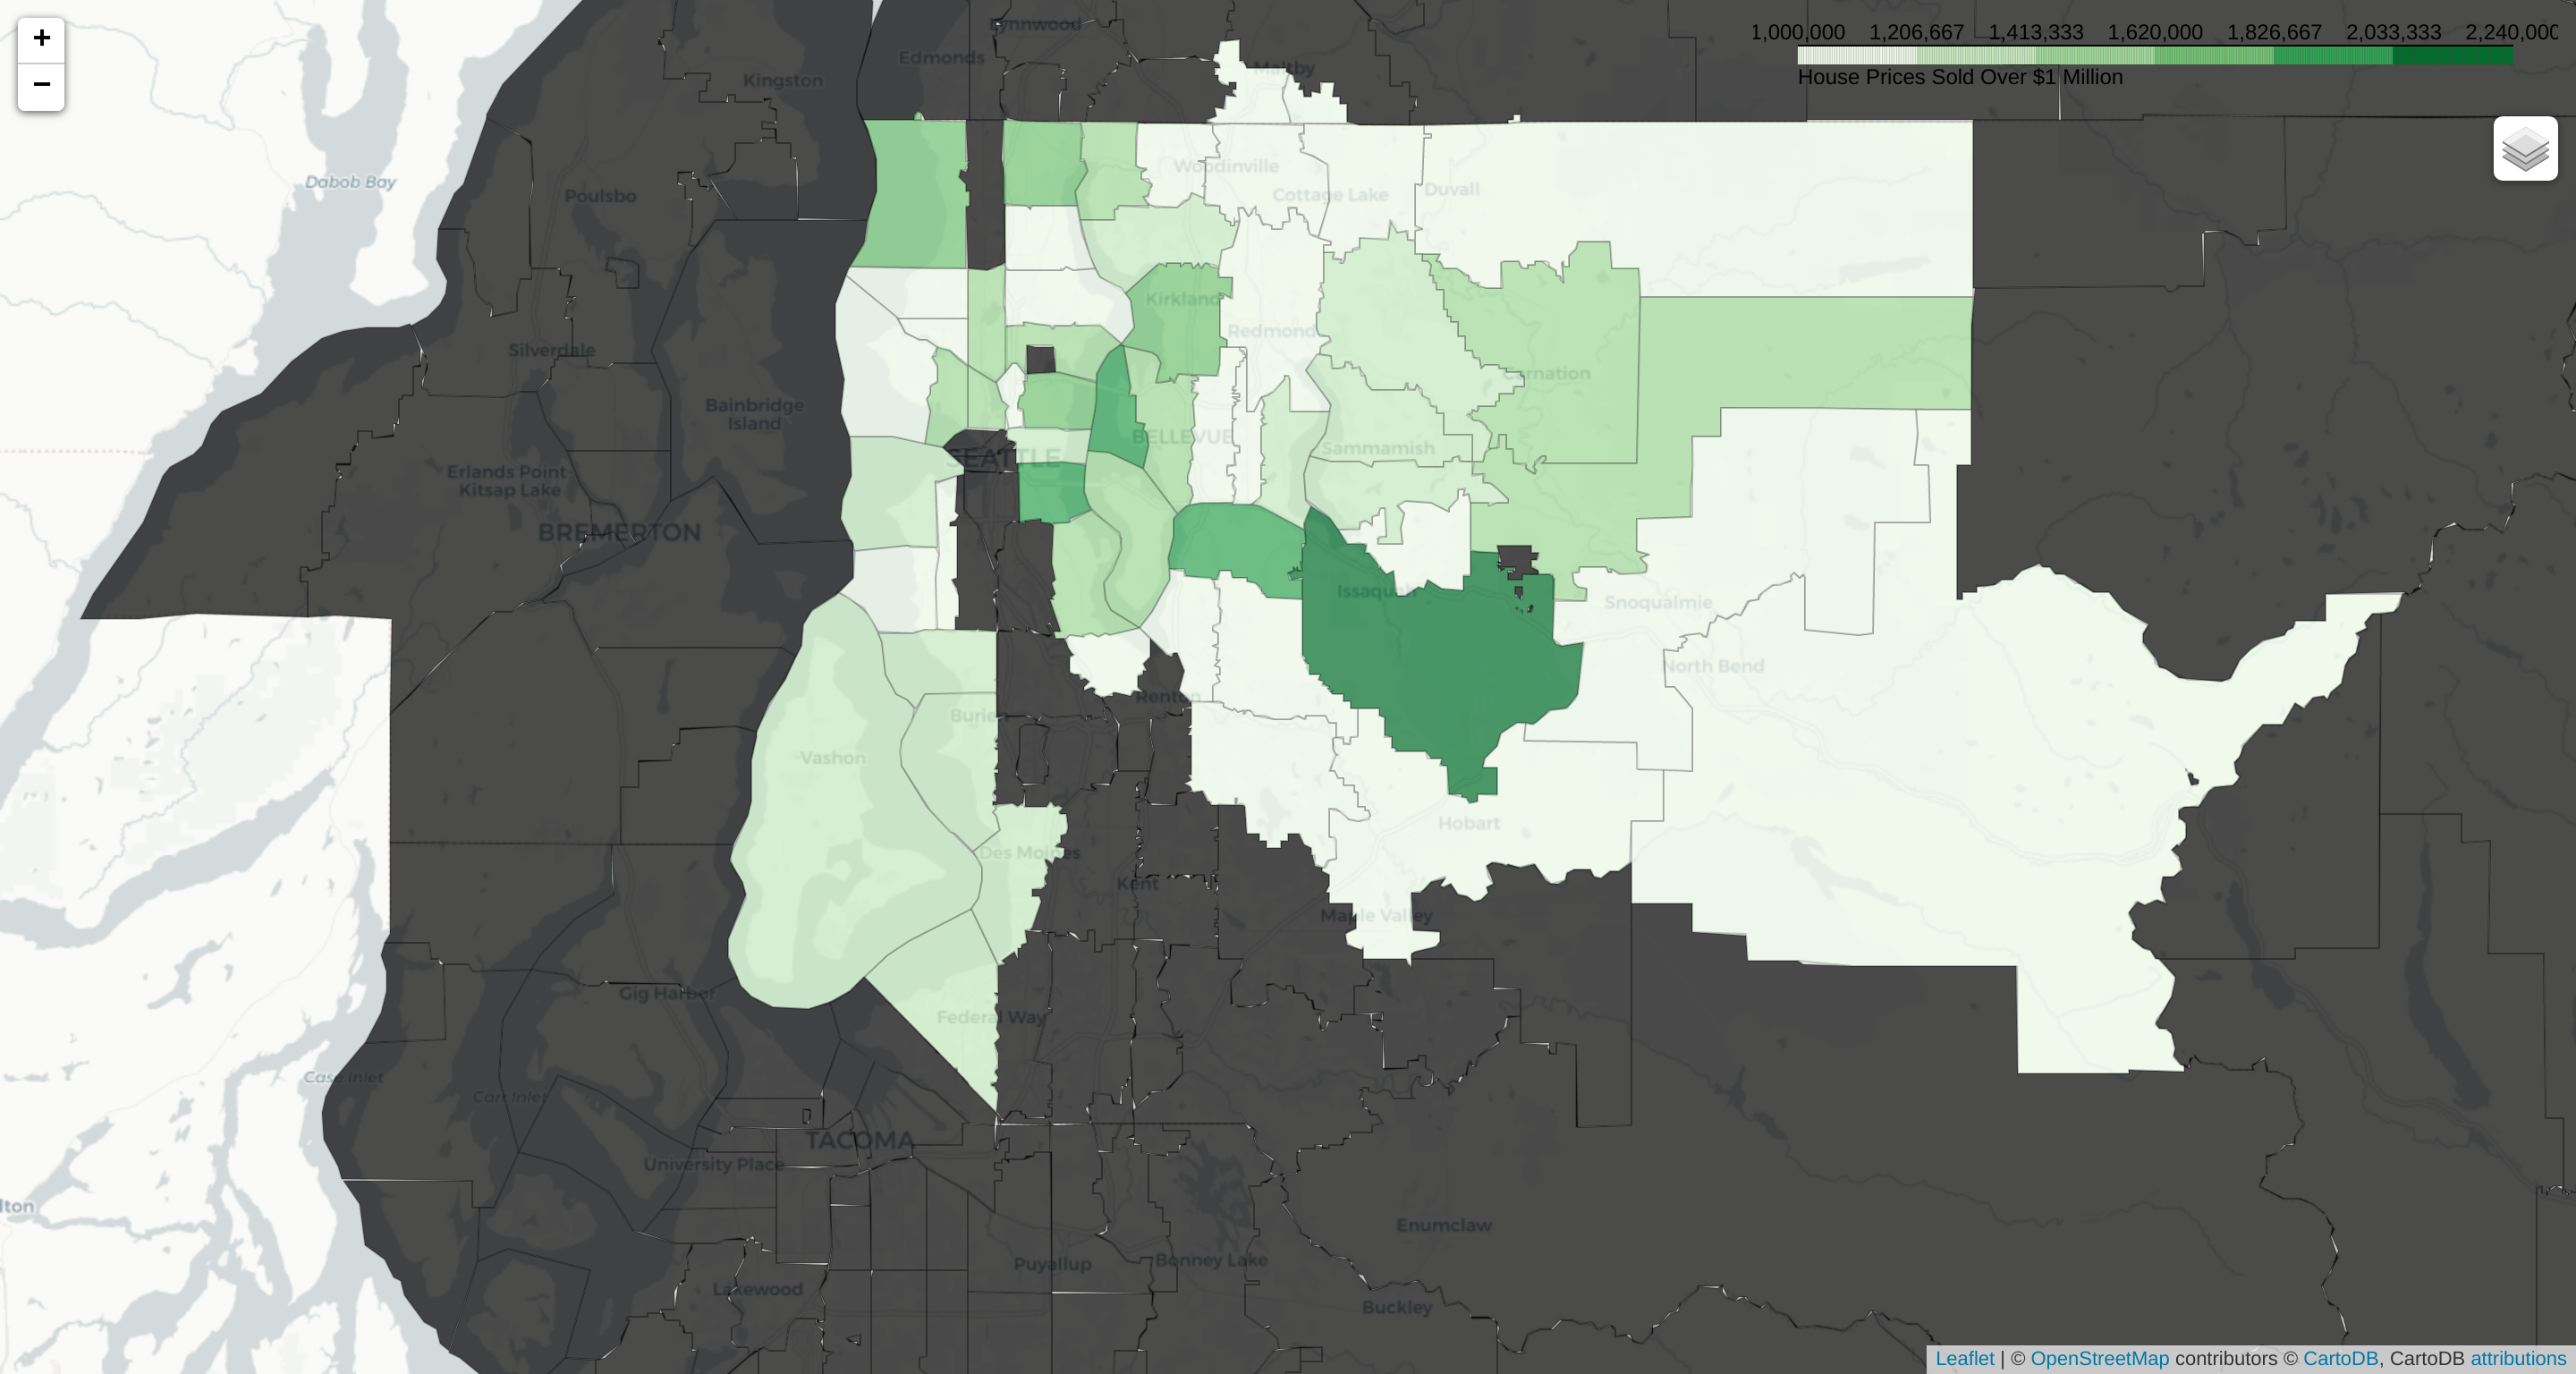 +
−
1,000,000 1,206,667 1,413,333 1,620,000 1,826,667 2,033,333 2,240,000
House Prices Sold Over $1 Million
Lynnwood
Edmonds
Maltby
Kingston
Woodinville
Dabob Bay
Poulsbo
Cottage Lake
Duvall
Kirkland
Redmond
Silverdale
Carnation
Bainbridge
Island
BELLEVUE
Sammamish
SEATTLE
Erlands Point-
Kitsap Lake
BREMERTON
Issaquah
Snoqualmie
North Bend
Renton
Burien
Vashon
Hobart
Des Moines
Kent
Maple Valley
Gig Harbor
Federal Way
Case Inlet
Carr Inlet
TACOMA
University Place
lton
Enumclaw
Puyallup
Bonney Lake
Lakewood
Buckley
Leaflet | © OpenStreetMap contributors © CartoDB, CartoDB attributions